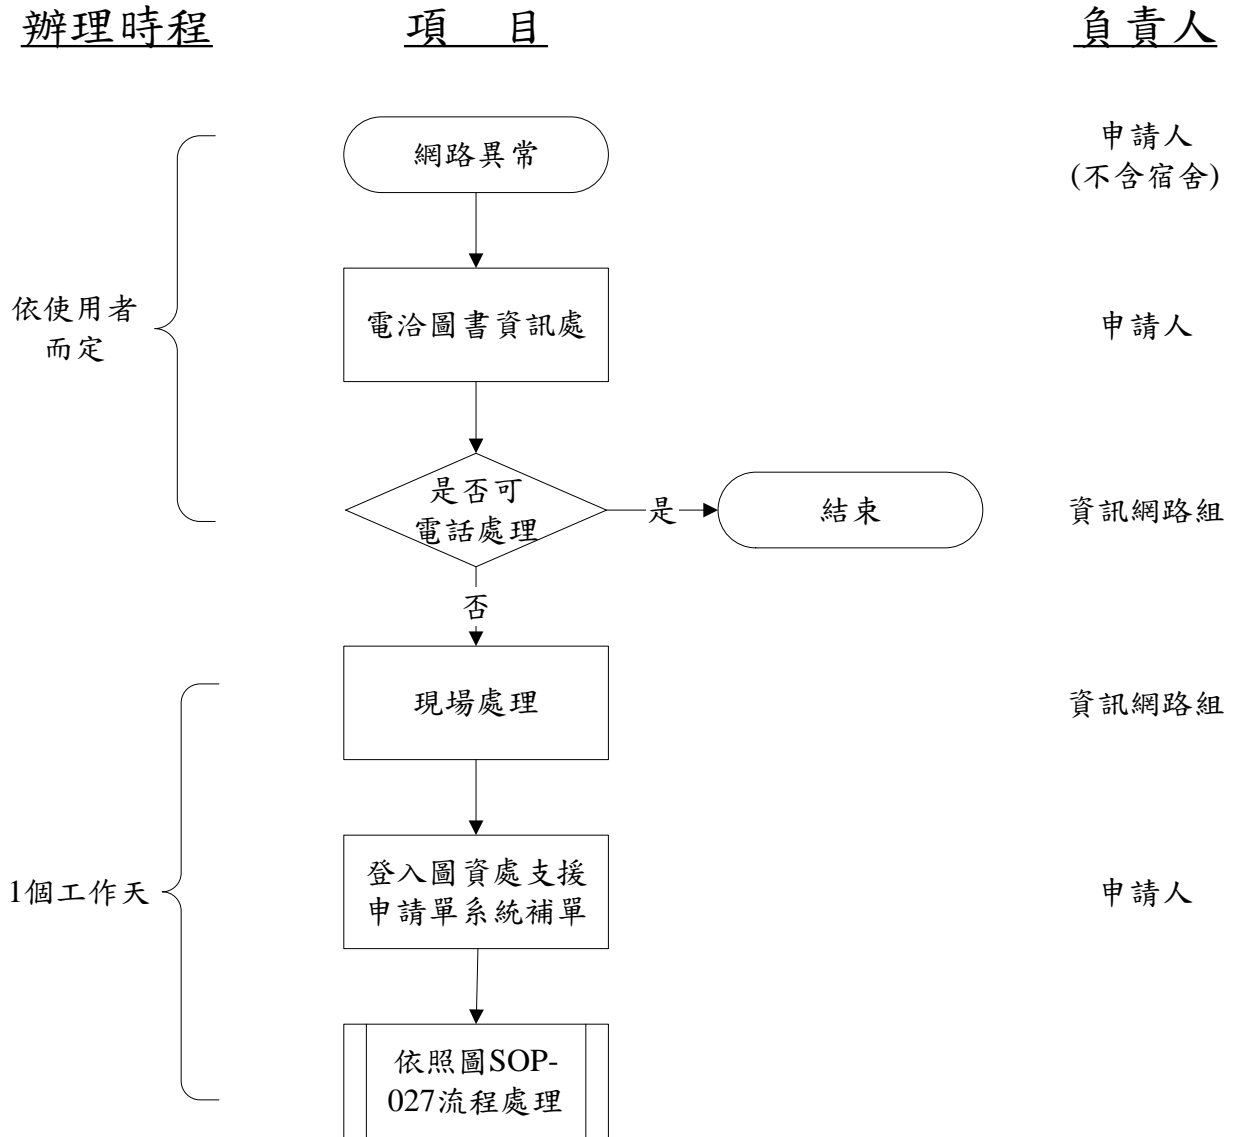 辦理時程
項 目
負責人
網路異常
申請人
(不含宿舍)
依使用者
而定
電洽圖書資訊處
申請人
是否可
電話處理
是
結束
資訊網路組
否
現場處理
資訊網路組
1個工作天
登入圖資處支援
申請單系統補單
申請人
依照圖SOP-
027流程處理